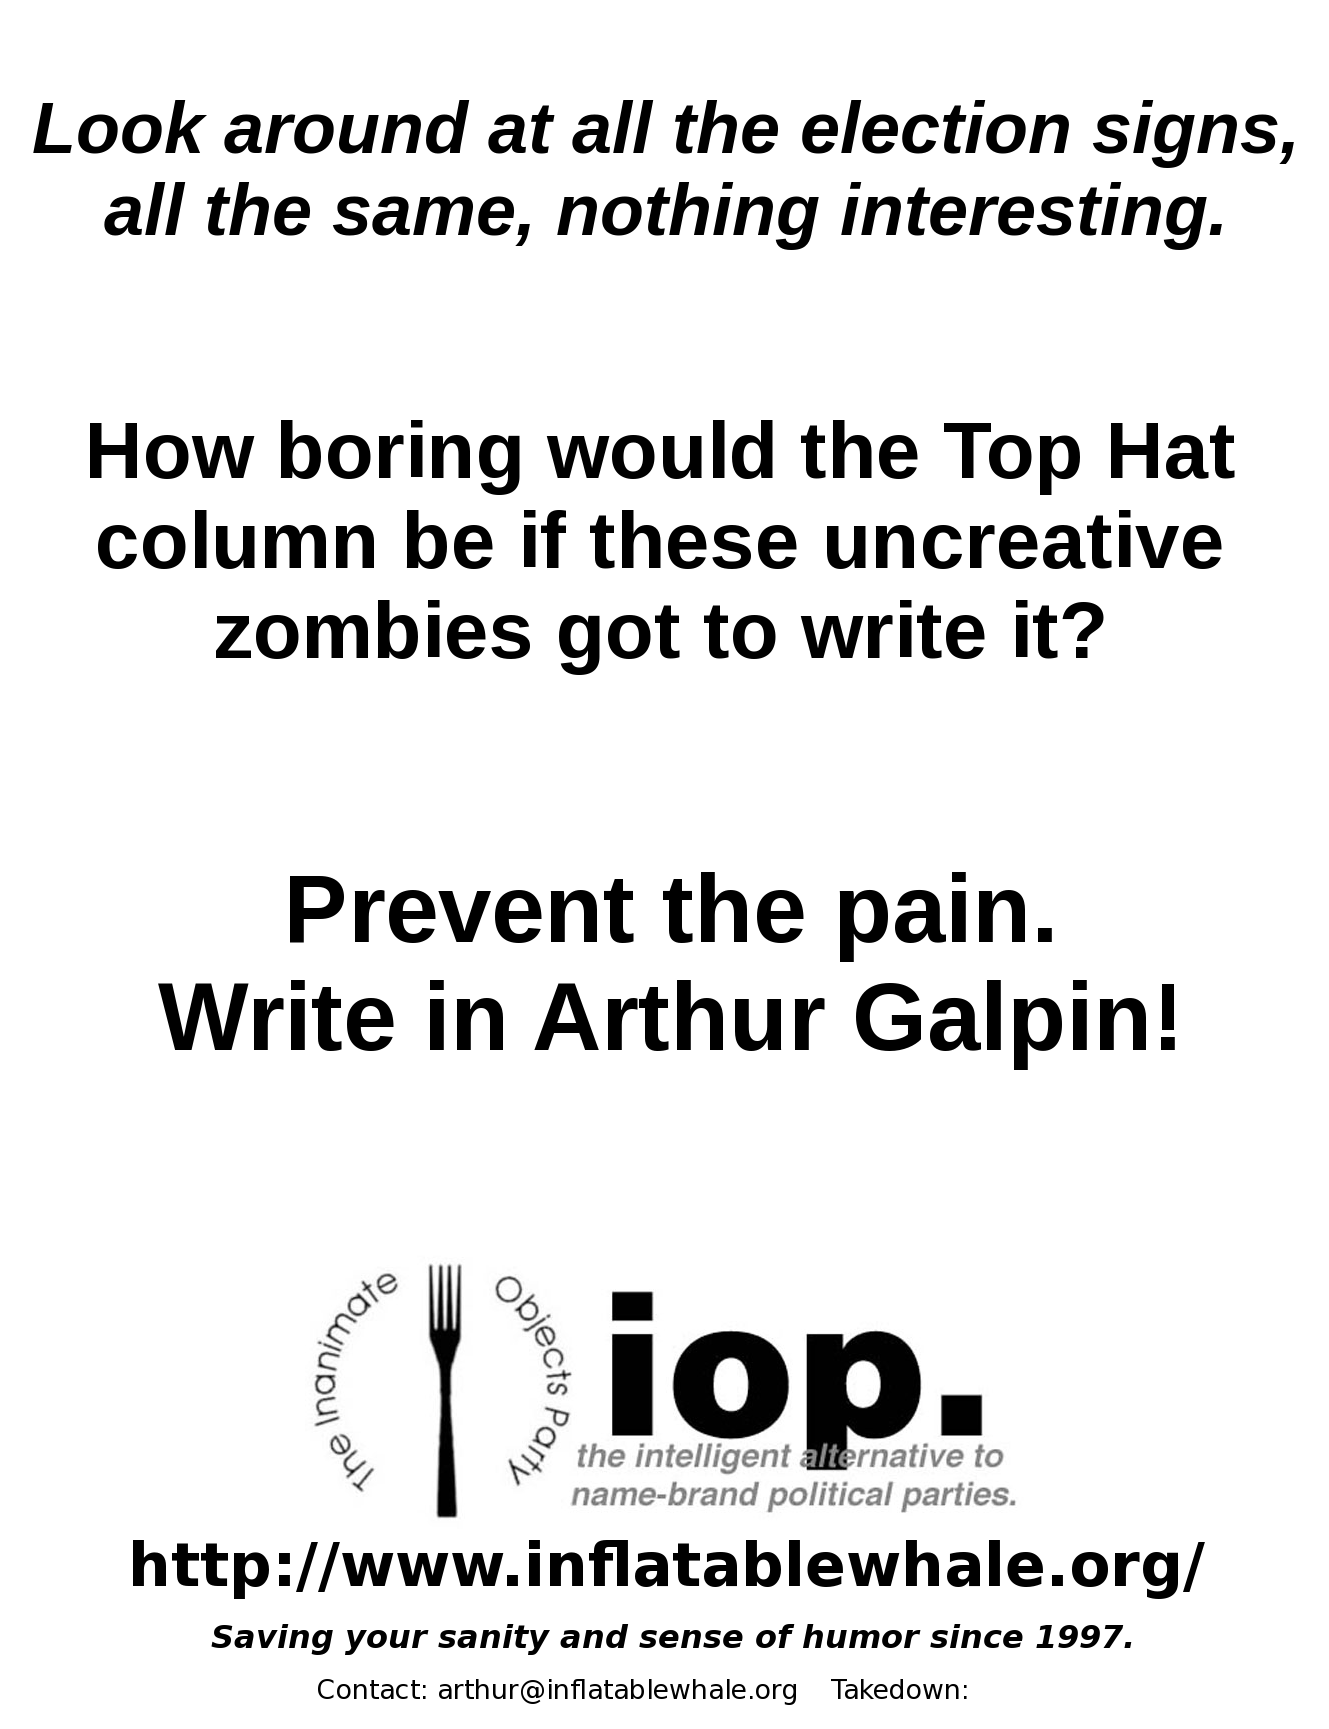 Look around at all the election signs,
all the same, nothing interesting.
How boring would the Top Hat
column be if these uncreative
zombies got to write it?
Prevent the pain.
Write in Arthur Galpin!
The Inanimate Objects Party
iop.
the intelligent alternative to
name-brand political parties.
http://www.inflatablewhale.org/
Saving your sanity and sense of humor since 1997.
Contact: arthur@inflatablewhale.org Takedown: